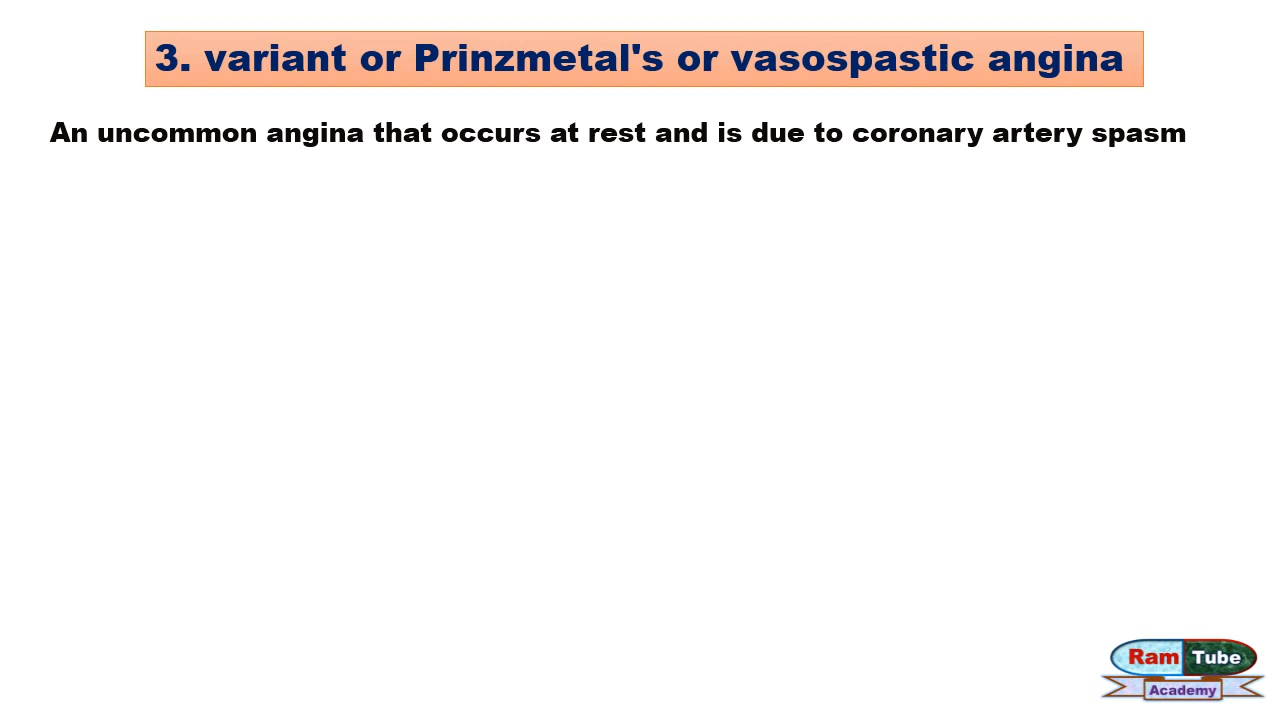 3. variant or Prinzmetal's or vasospastic angina
An uncommon angina that occurs at rest and is due to coronary artery spasm
Ram Tube
Academy